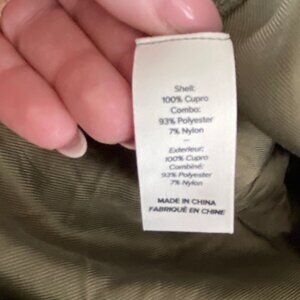 Shell:
100% Cupro
Combo:
93% Polyester
7% Nylon
—
Exterieur:
100% Cupro
Combiné:
93% Polyester
7% Nylon
MADE IN CHINA
FABRIQUÉ EN CHINE